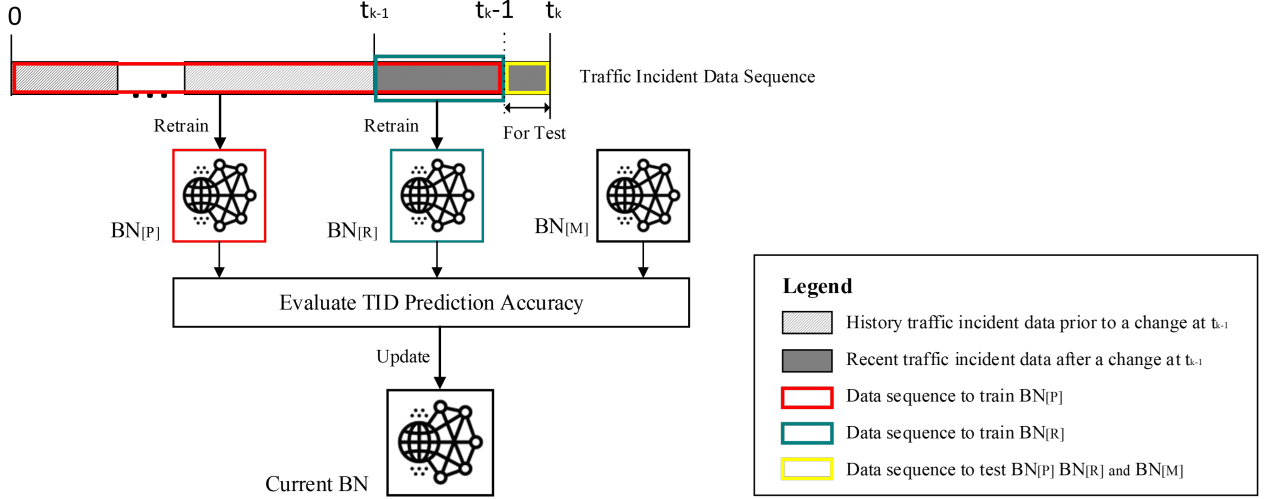 0
tk-1
tk-1
tk
Traffic Incident Data Sequence
Retrain
Retrain
For Test
BN[P]
BN[R]
BN[M]
Evaluate TID Prediction Accuracy
Update
Current BN
Legend
History traffic incident data prior to a change at tk-1
Recent traffic incident data after a change at tk-1
Data sequence to train BN[P]
Data sequence to train BN[R]
Data sequence to test BN[P] BN[R] and BN[M]